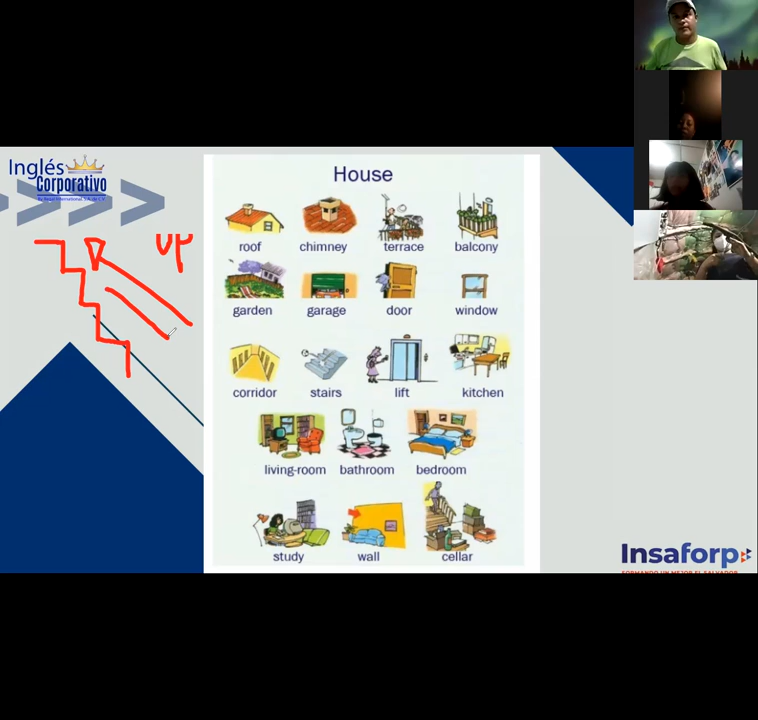 Inglés
Corporativo
UP
House
roof chimney terrace balcony
garden garage door window
corridor stairs lift kitchen
living-room bathroom bedroom
study wall cellar
Insaforp
FORMANDO UN MEJOR EL SALVADOR